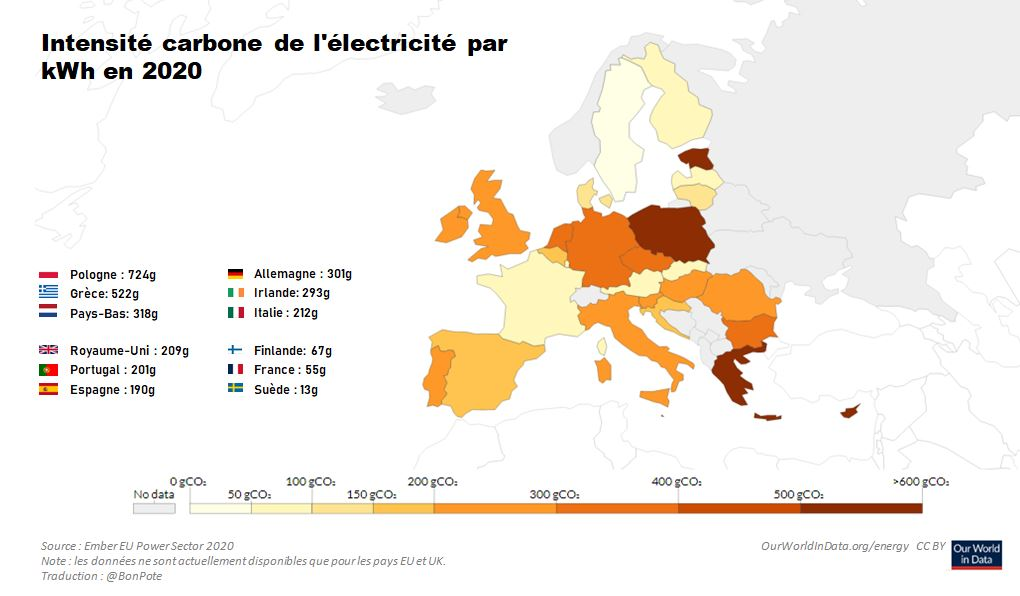 Intensité carbone de l'électricité par
kWh en 2020
Pologne : 724g
Grèce: 522g
Pays-Bas: 318g
Allemagne : 301g
Irlande: 293g
Italie : 212g
Royaume-Uni : 209g
Portugal : 201g
Espagne : 190g
Finlande: 67g
France : 55g
Suède : 13g
No data
0 gCO₂
50 gCO₂
100 gCO₂
150 gCO₂
200 gCO₂
300 gCO₂
400 gCO₂
500 gCO₂
>600 gCO₂
Source : Ember EU Power Sector 2020
Note : les données ne sont actuellement disponibles que pour les pays EU et UK.
Traduction : @BonPote
OurWorldInData.org/energy CC BY
Our World
in Data